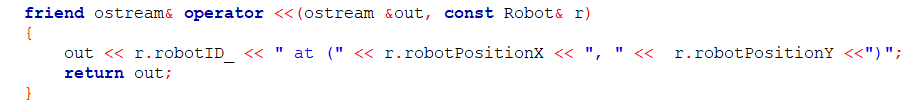 friend ostream& operator <<(ostream &out, const Robot& r)
{
out << r.robotID_ << " at (" << r.robotPositionX << ", " << r.robotPositionY <<")";
return out;
}